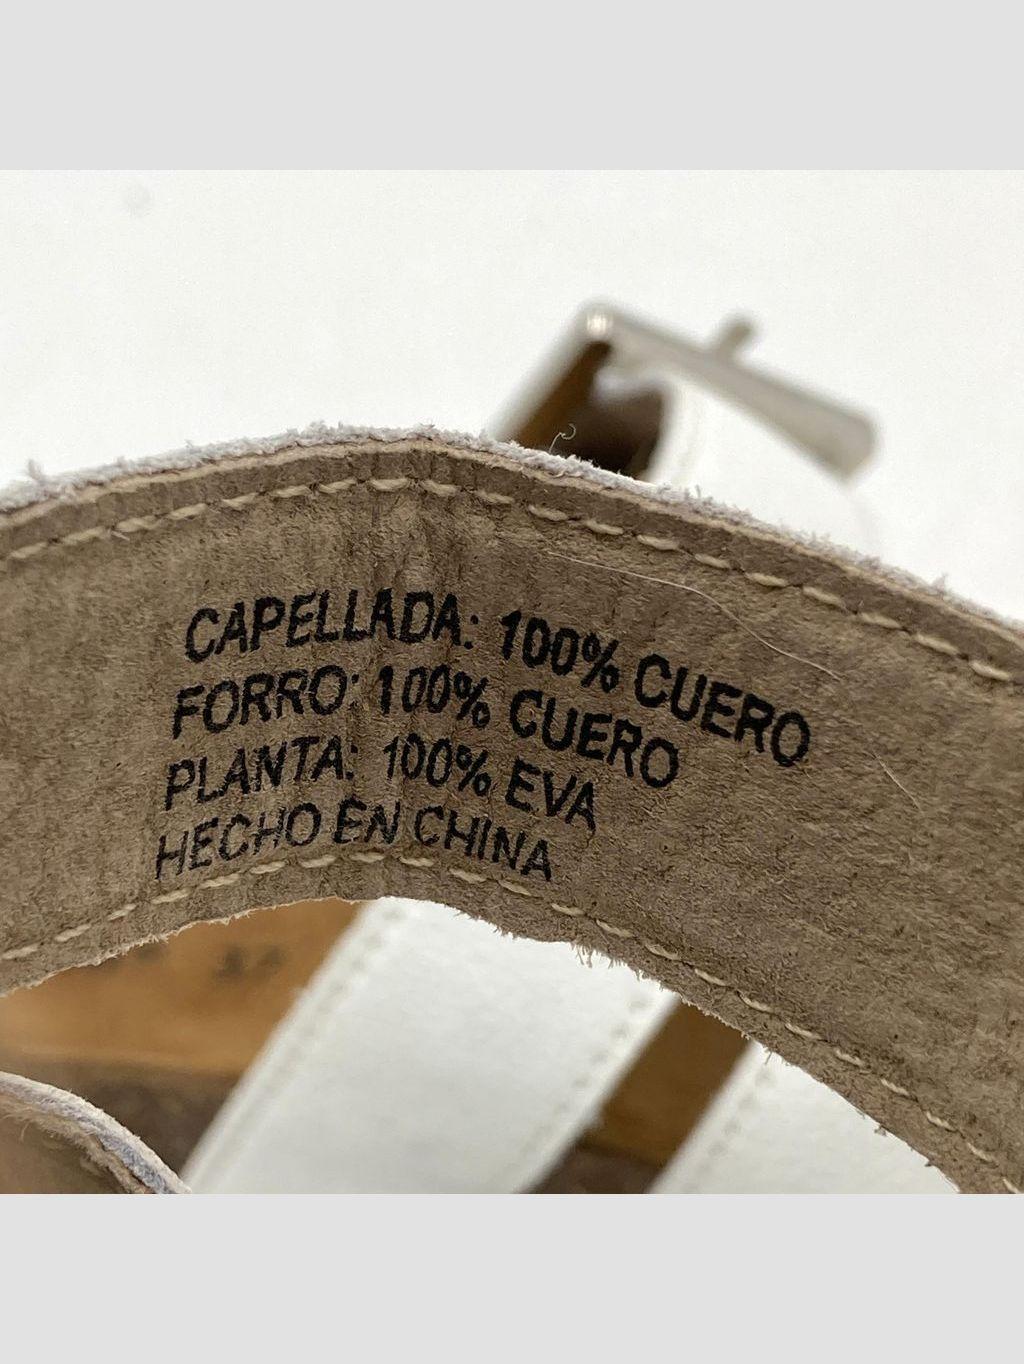 CAPELLADA: 100% CUERO
FORRO: 100% CUERO
PLANTA: 100% EVA
HECHO EN CHINA